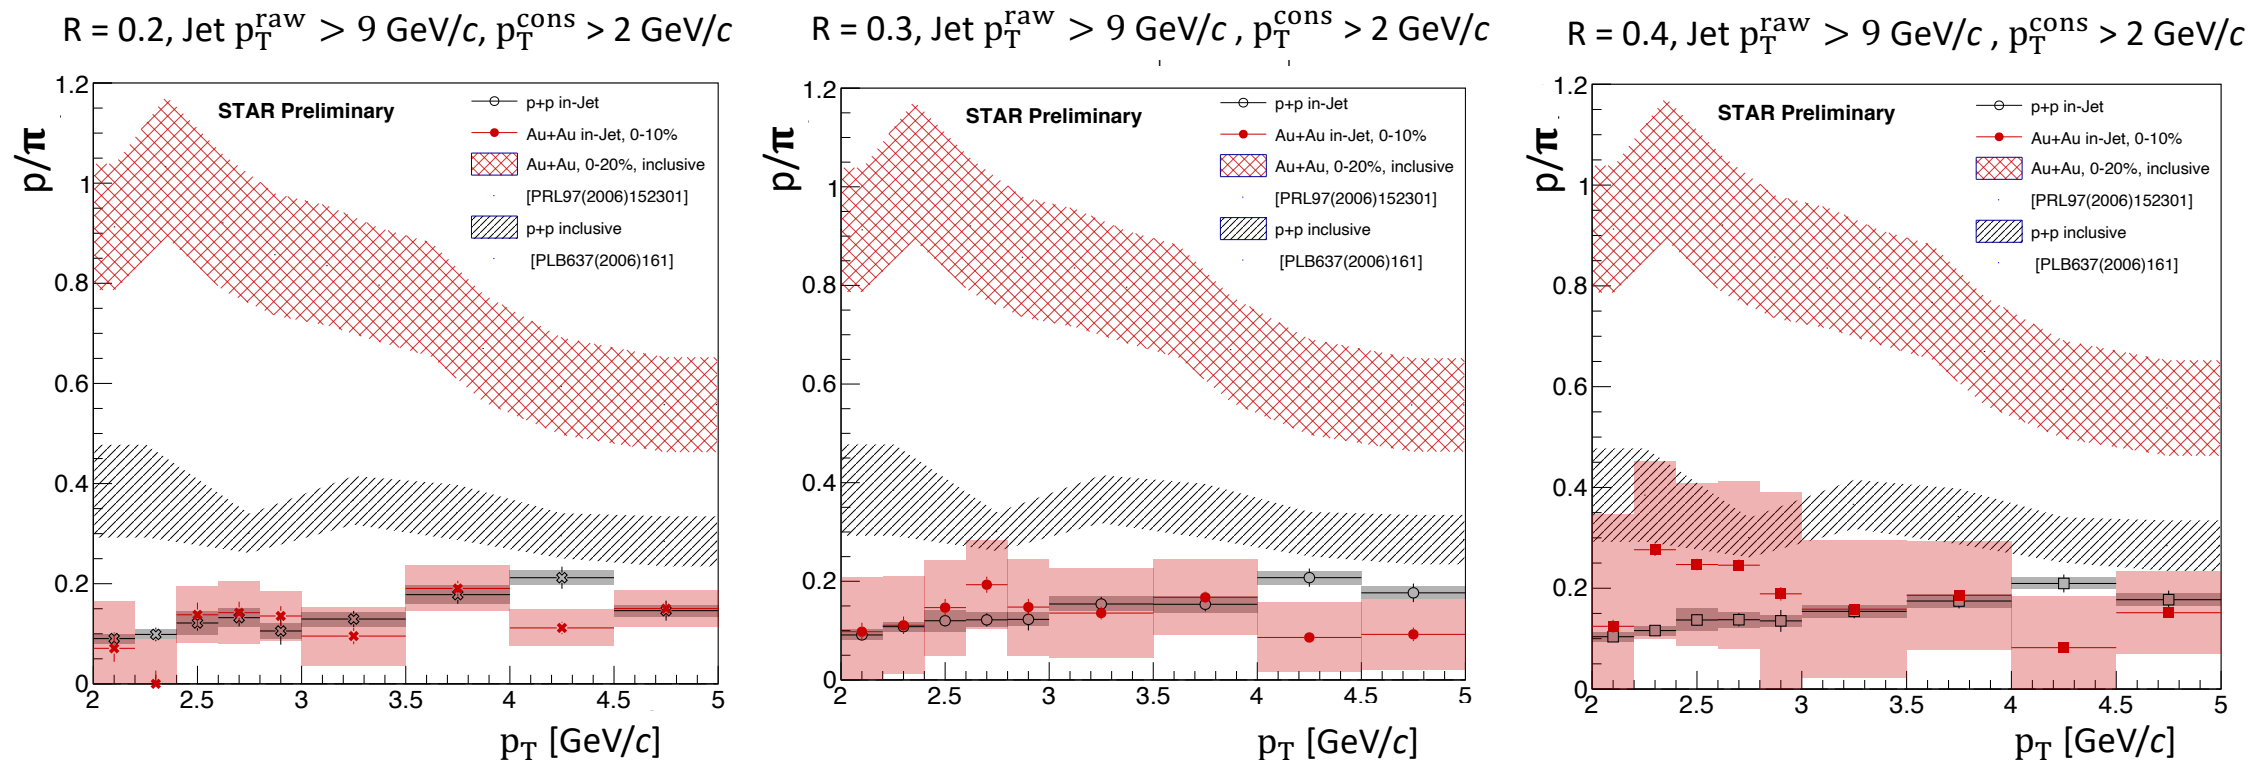 R = 0.2, Jet p_T^raw > 9 GeV/c, p_T^cons > 2 GeV/c
1.2
1
0.8
0.6
0.4
0.2
0
p/π
STAR Preliminary
p+p in-Jet
Au+Au in-Jet, 0-10%
Au+Au, 0-20%, inclusive
[PRL97(2006)152301]
p+p inclusive
[PLB637(2006)161]
2 2.5 3 3.5 4 4.5 5
p_T [GeV/c]
R = 0.3, Jet p_T^raw > 9 GeV/c , p_T^cons > 2 GeV/c
1.2
1
0.8
0.6
0.4
0.2
0
p/π
STAR Preliminary
p+p in-Jet
Au+Au in-Jet, 0-10%
Au+Au, 0-20%, inclusive
[PRL97(2006)152301]
p+p inclusive
[PLB637(2006)161]
2 2.5 3 3.5 4 4.5 5
p_T [GeV/c]
R = 0.4, Jet p_T^raw > 9 GeV/c , p_T^cons > 2 GeV/c
1.2
1
0.8
0.6
0.4
0.2
0
p/π
STAR Preliminary
p+p in-Jet
Au+Au in-Jet, 0-10%
Au+Au, 0-20%, inclusive
[PRL97(2006)152301]
p+p inclusive
[PLB637(2006)161]
2 2.5 3 3.5 4 4.5 5
p_T [GeV/c]